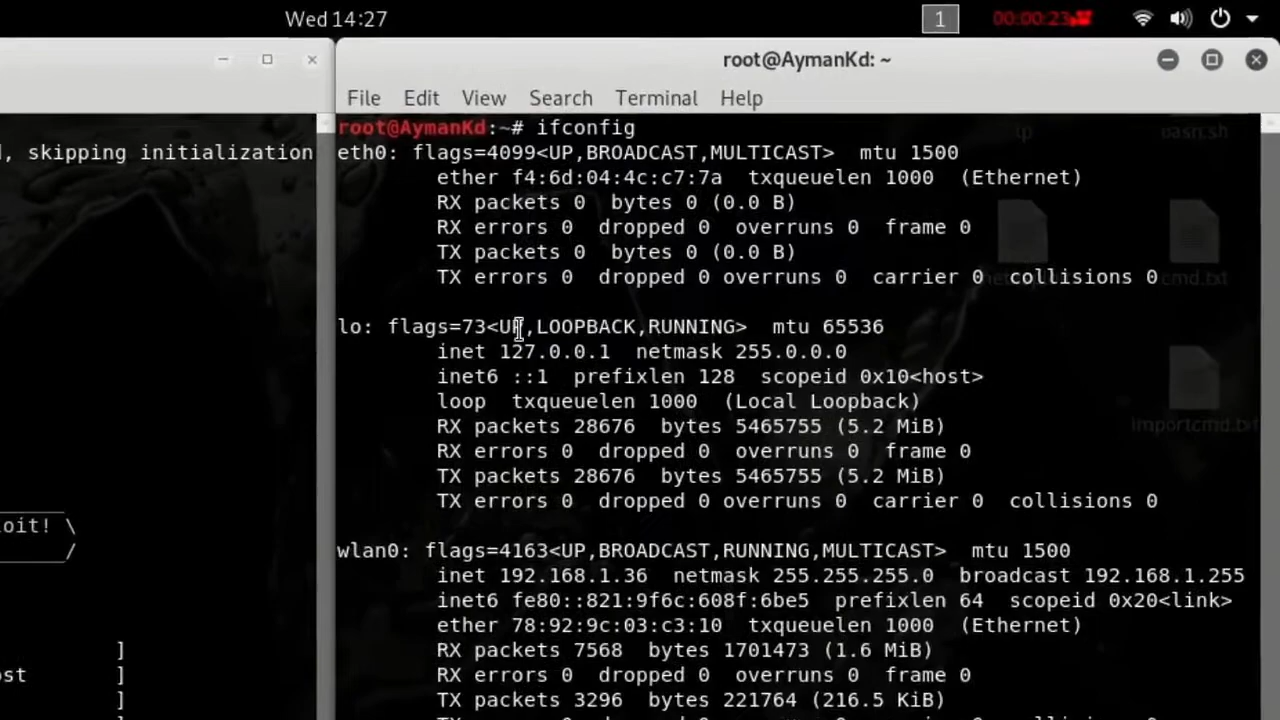 Wed 14:27
1
00:00:23
root@AymanKd: ~
File Edit View Search Terminal Help
, skipping initialization
oit! \
/
]
st ]
]
root@AymanKd:~# ifconfig
eth0: flags=4099<UP,BROADCAST,MULTICAST> mtu 1500
ether f4:6d:04:4c:c7:7a txqueuelen 1000 (Ethernet)
RX packets 0 bytes 0 (0.0 B)
RX errors 0 dropped 0 overruns 0 frame 0
TX packets 0 bytes 0 (0.0 B)
TX errors 0 dropped 0 overruns 0 carrier 0 collisions 0
lo: flags=73<UP,LOOPBACK,RUNNING> mtu 65536
inet 127.0.0.1 netmask 255.0.0.0
inet6 ::1 prefixlen 128 scopeid 0x10<host>
loop txqueuelen 1000 (Local Loopback)
RX packets 28676 bytes 5465755 (5.2 MiB)
RX errors 0 dropped 0 overruns 0 frame 0
TX packets 28676 bytes 5465755 (5.2 MiB)
TX errors 0 dropped 0 overruns 0 carrier 0 collisions 0
wlan0: flags=4163<UP,BROADCAST,RUNNING,MULTICAST> mtu 1500
inet 192.168.1.36 netmask 255.255.255.0 broadcast 192.168.1.255
inet6 fe80::821:9f6c:608f:6be5 prefixlen 64 scopeid 0x20<link>
ether 78:92:9c:03:c3:10 txqueuelen 1000 (Ethernet)
RX packets 7568 bytes 1701473 (1.6 MiB)
RX errors 0 dropped 0 overruns 0 frame 0
TX packets 3296 bytes 221764 (216.5 KiB)
cmd.txt
importcmd.txt